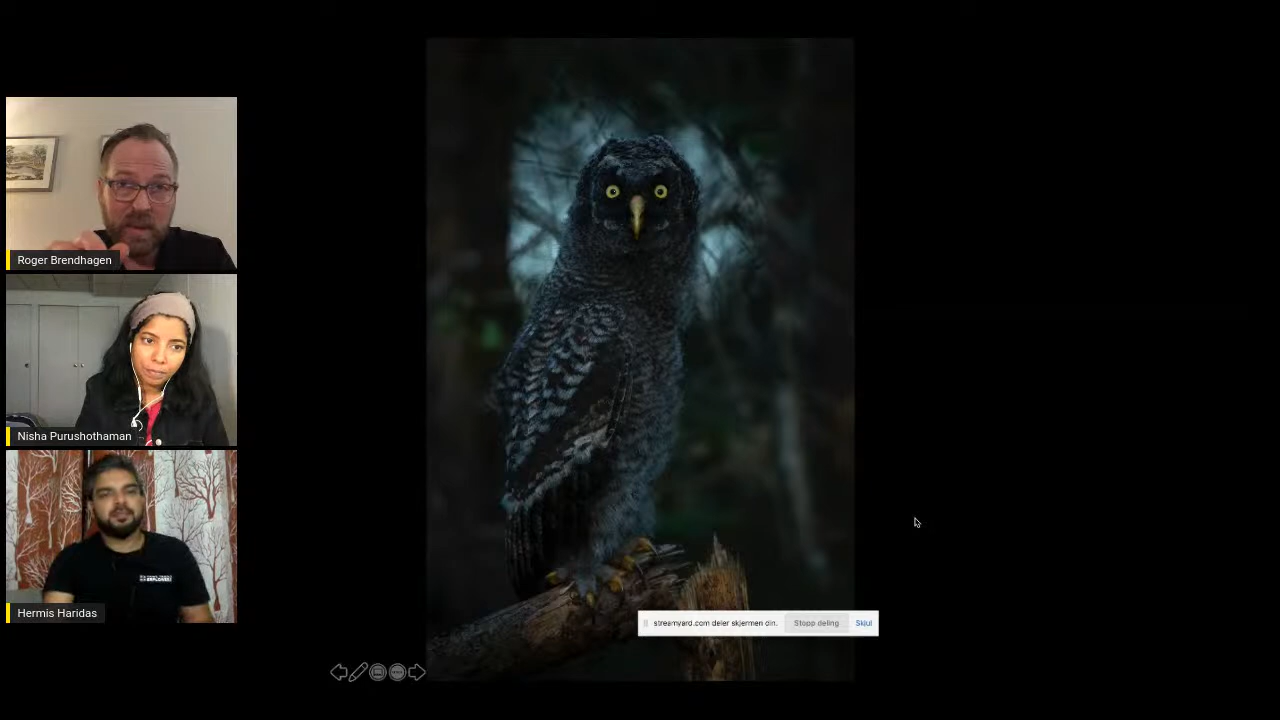 Roger Brendhagen
Nisha Purushothaman
Hermis Haridas
streamyard.com deler skjermen din.
Stopp deling
Skjul